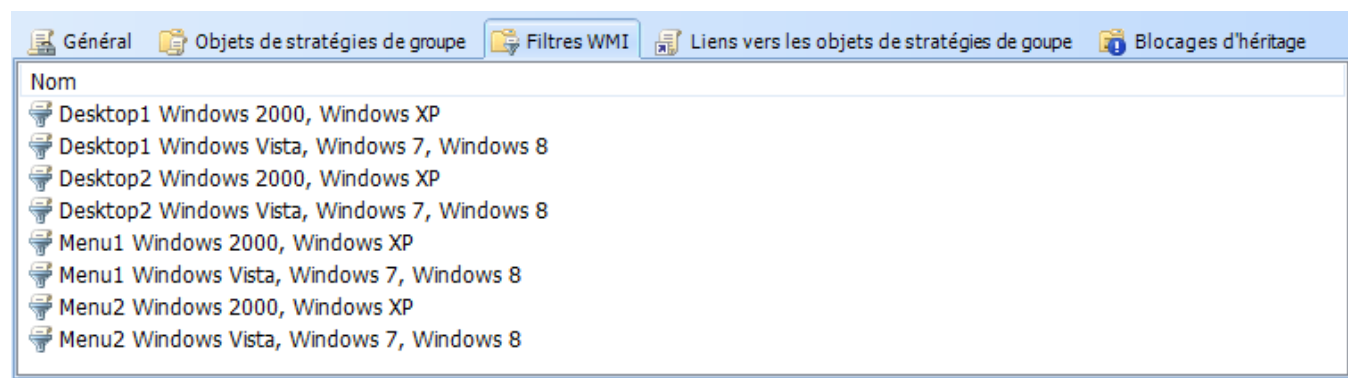 Général Objets de stratégies de groupe Filtres WMI Liens vers les objets de stratégies de goupe Blocages d'héritage
Nom
Desktop1 Windows 2000, Windows XP
Desktop1 Windows Vista, Windows 7, Windows 8
Desktop2 Windows 2000, Windows XP
Desktop2 Windows Vista, Windows 7, Windows 8
Menu1 Windows 2000, Windows XP
Menu1 Windows Vista, Windows 7, Windows 8
Menu2 Windows 2000, Windows XP
Menu2 Windows Vista, Windows 7, Windows 8